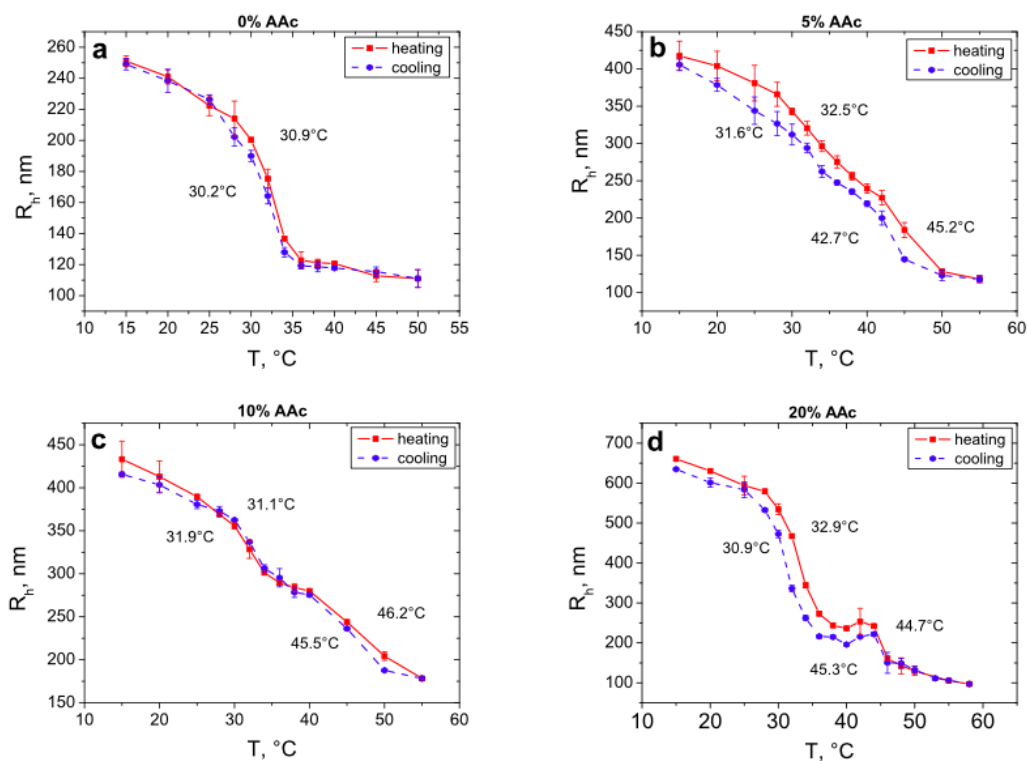 0% AAc
a
heating
cooling
260
240
220
200
180
160
140
120
100
30.9°C
30.2°C
Rh, nm
10 15 20 25 30 35 40 45 50 55
T, °C
5% AAc
b
heating
cooling
450
400
350
300
250
200
150
100
32.5°C
31.6°C
45.2°C
42.7°C
Rh, nm
10 20 30 40 50 60
T, °C
10% AAc
c
heating
cooling
450
400
350
300
250
200
150
31.1°C
31.9°C
46.2°C
45.5°C
Rh, nm
10 20 30 40 50 60
T, °C
20% AAc
d
heating
cooling
700
600
500
400
300
200
100
32.9°C
30.9°C
44.7°C
45.3°C
Rh, nm
10 20 30 40 50 60
T, °C